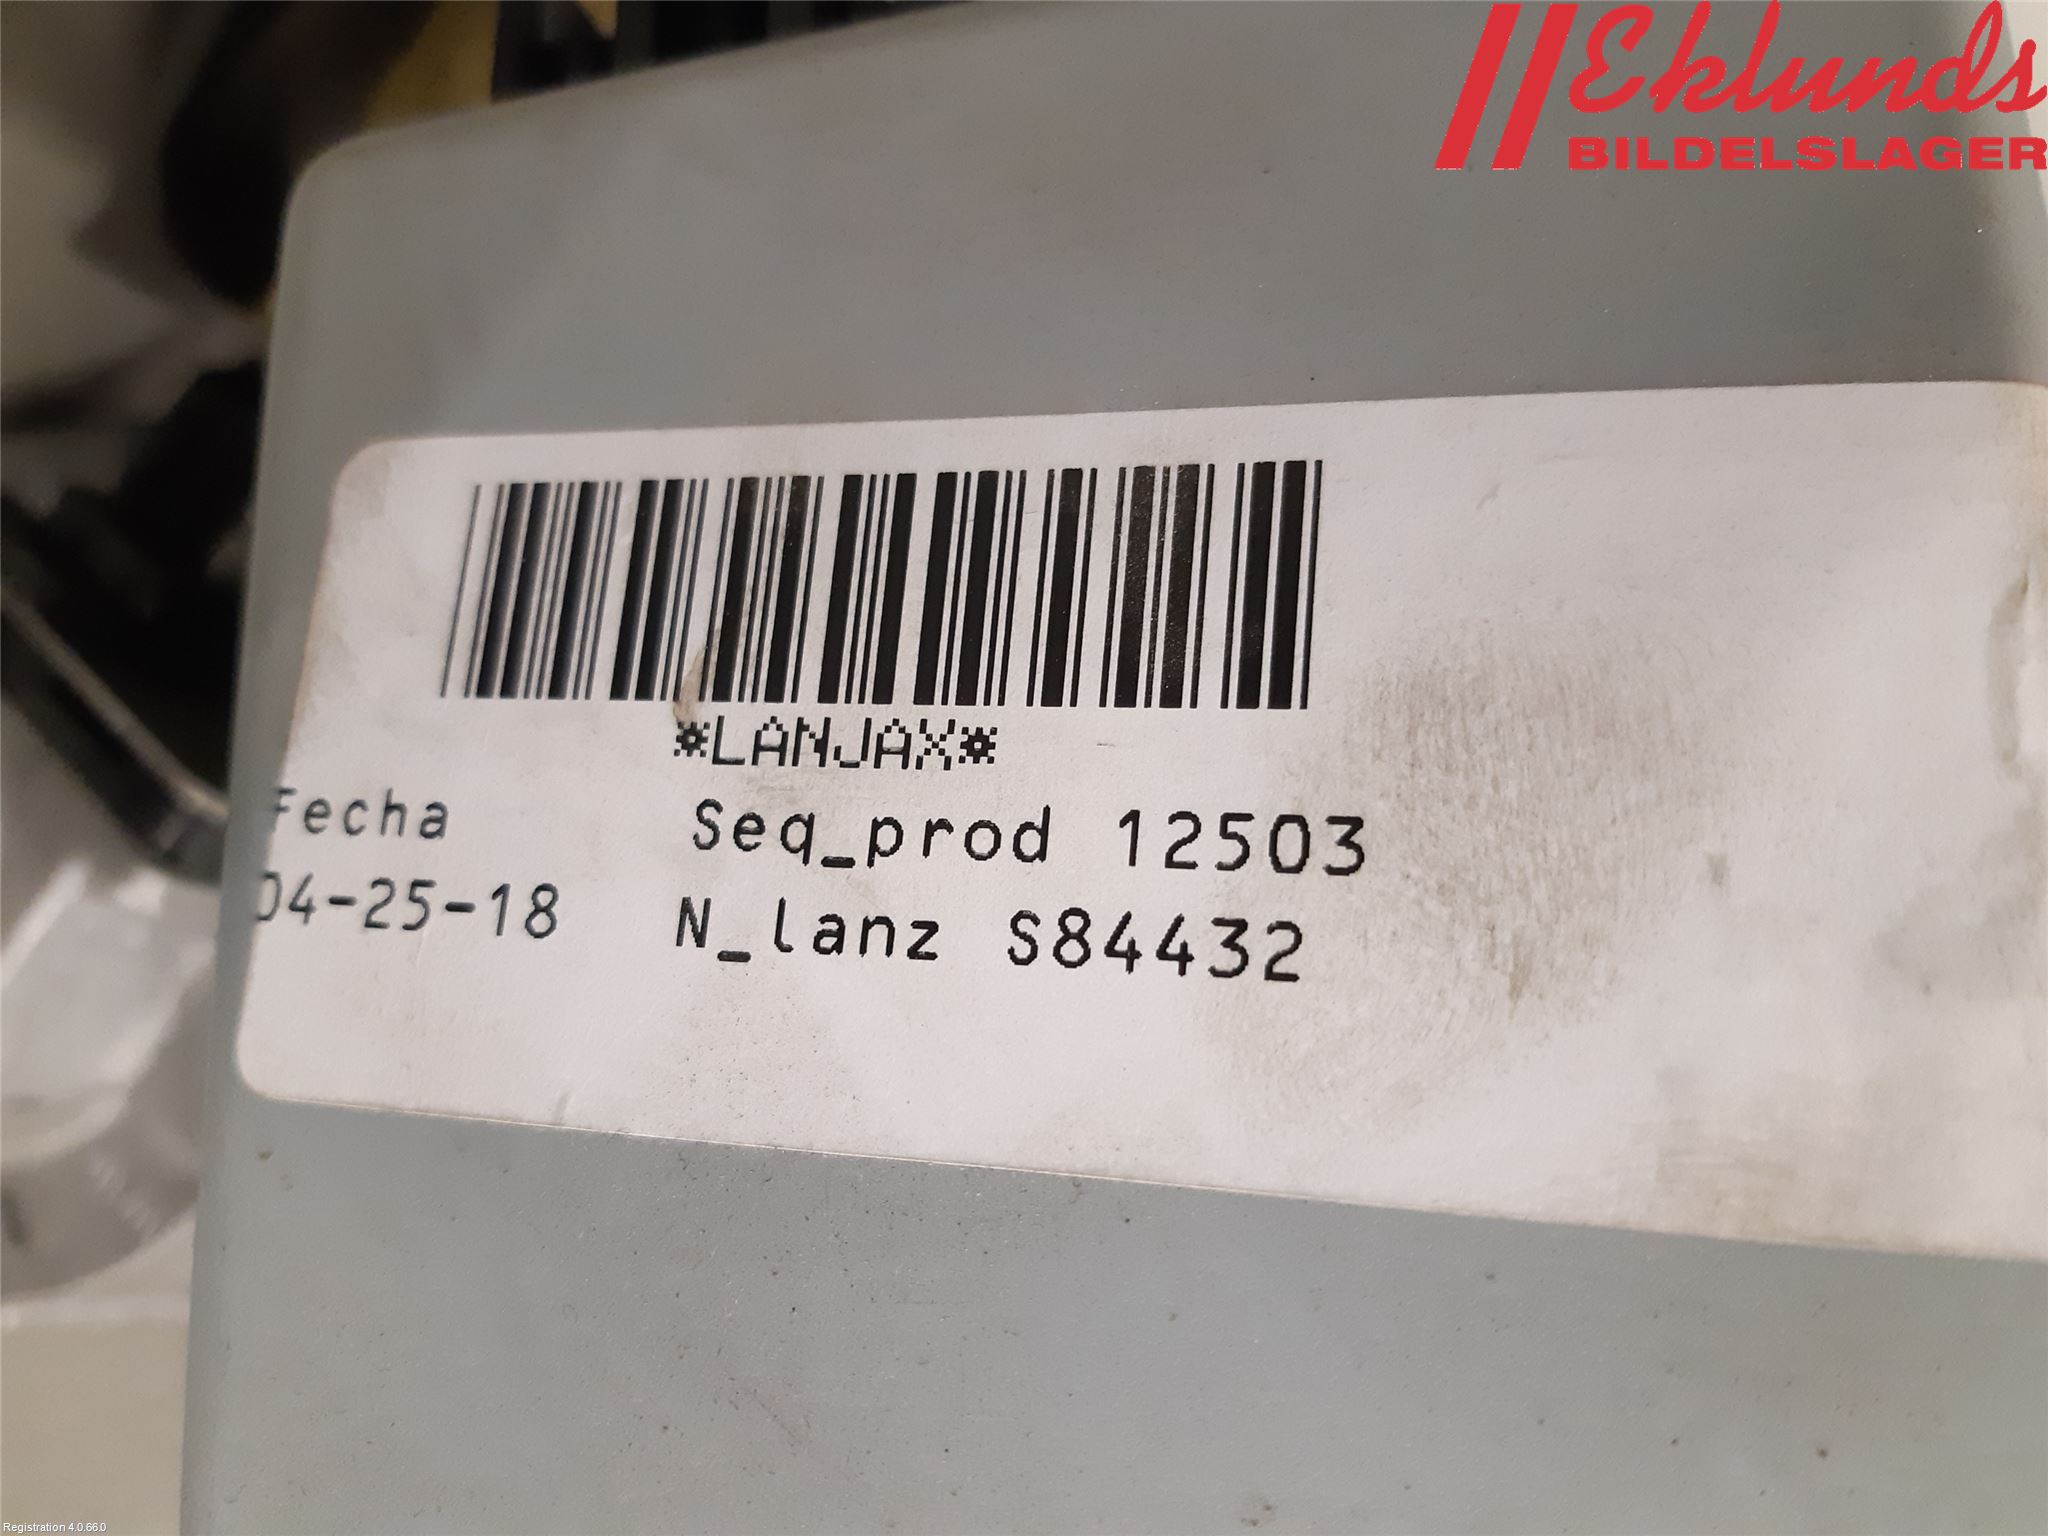 Eklunds
BILDELSLAGER
*LANJAX*
Fecha
Seq_prod 12503
04-25-18
N_lanz S84432
Registration 4.0.66.0